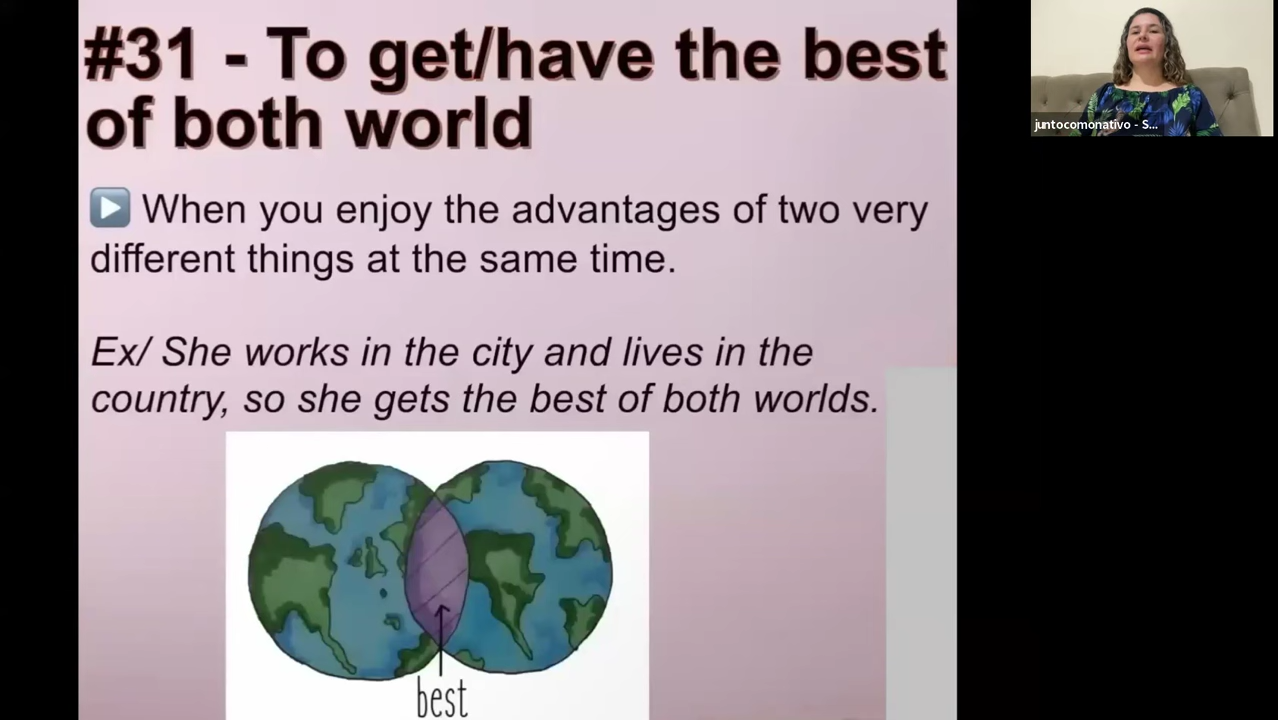 #31 - To get/have the best
of both world
When you enjoy the advantages of two very
different things at the same time.
Ex/ She works in the city and lives in the
country, so she gets the best of both worlds.
best
juntocomonativo - S...